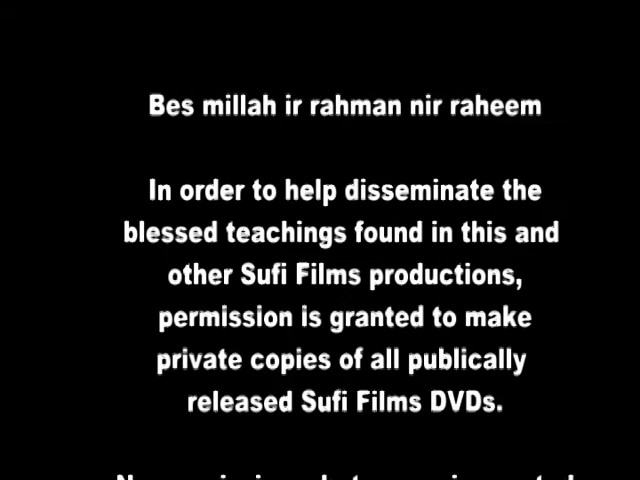 Bes millah ir rahman nir raheem
In order to help disseminate the
blessed teachings found in this and
other Sufi Films productions,
permission is granted to make
private copies of all publically
released Sufi Films DVDs.